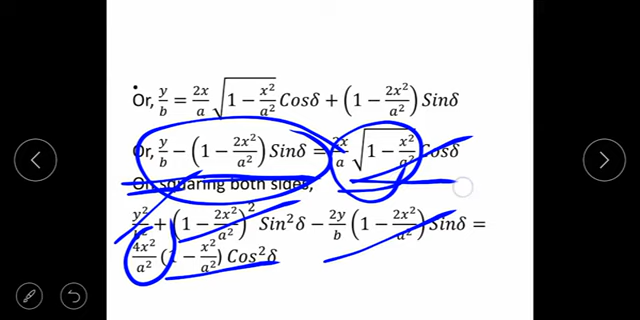 Or, y/b = 2x/a √(1 − x²/a²) Cosδ + (1 − 2x²/a²) Sinδ
Or, y/b − (1 − 2x²/a²) Sinδ = 2x/a √(1 − x²/a²) Cosδ
Or, squaring both sides,
y²/b² + (1 − 2x²/a²)² Sin²δ − 2y/b (1 − 2x²/a²) Sinδ =
4x²/a² (1 − x²/a²) Cos²δ